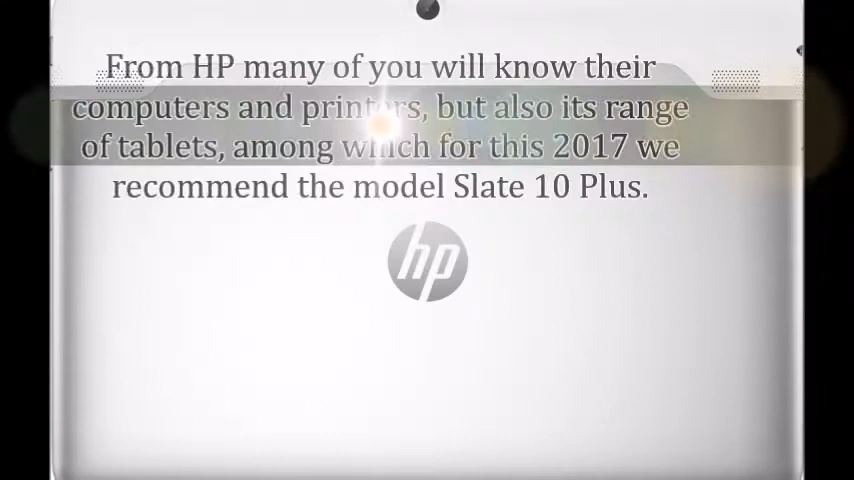 From HP many of you will know their
computers and printers, but also its range
of tablets, among which for this 2017 we
recommend the model Slate 10 Plus.
hp